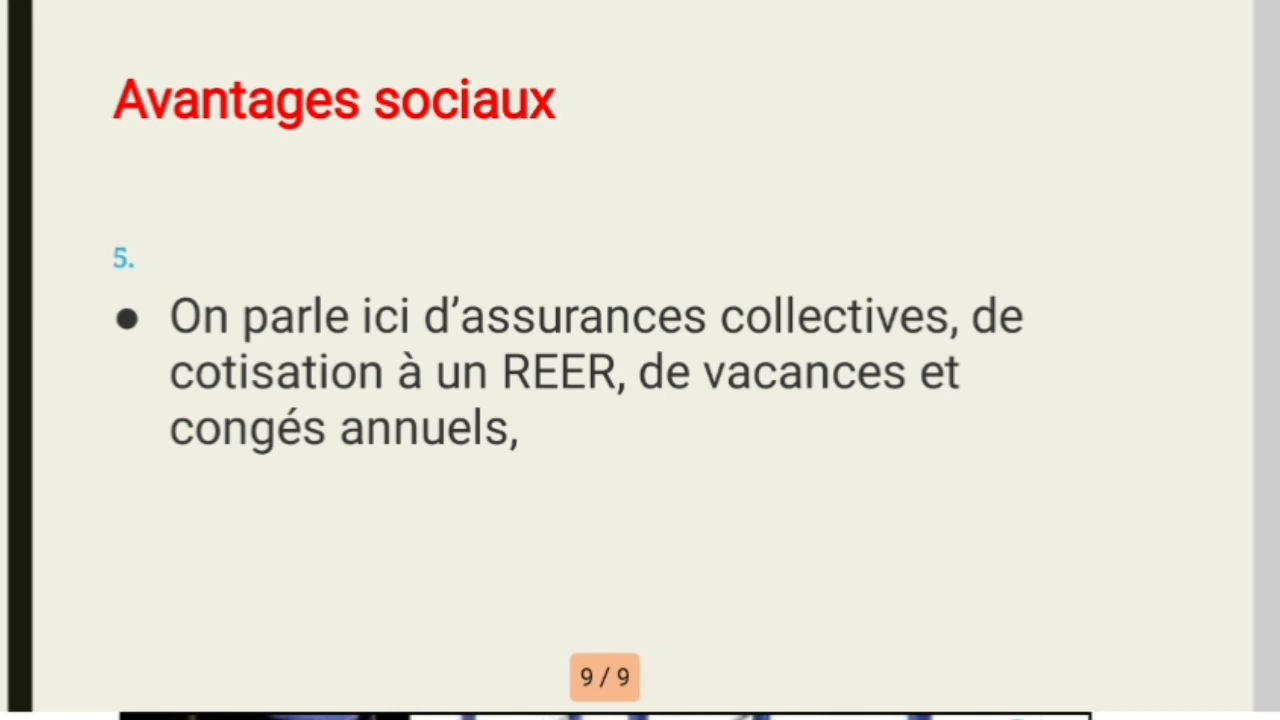 Avantages sociaux
5.
● On parle ici d’assurances collectives, de
cotisation à un REER, de vacances et
congés annuels,
9 / 9